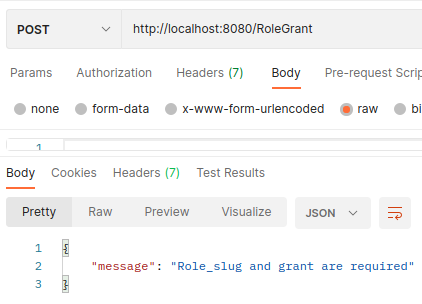 POST http://localhost:8080/RoleGrant
Params Authorization Headers (7) Body Pre-request Scrip
none form-data x-www-form-urlencoded raw bi
1
Body Cookies Headers (7) Test Results
Pretty Raw Preview Visualize JSON
1 {
2 "message": "Role_slug and grant are required"
3 }